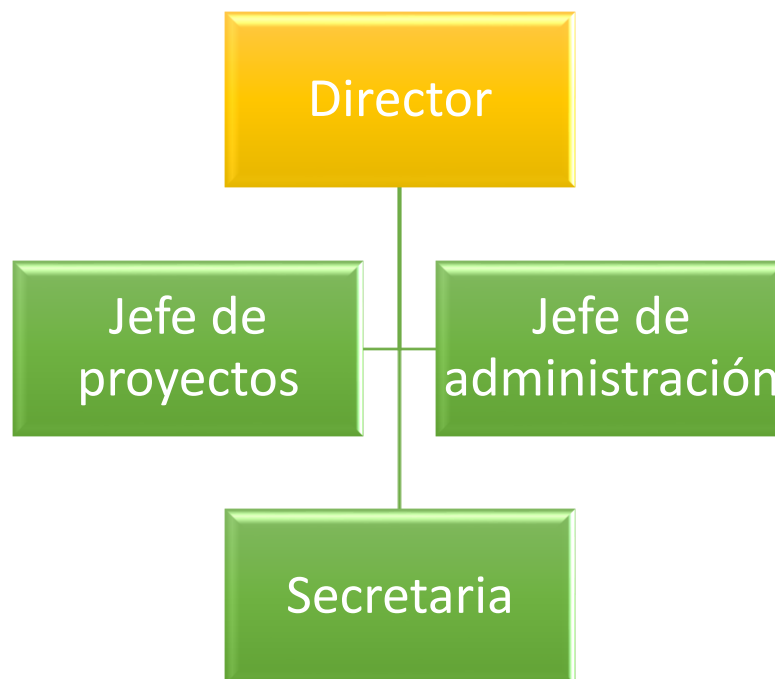 Director
Jefe de
proyectos
Jefe de
administración
Secretaria